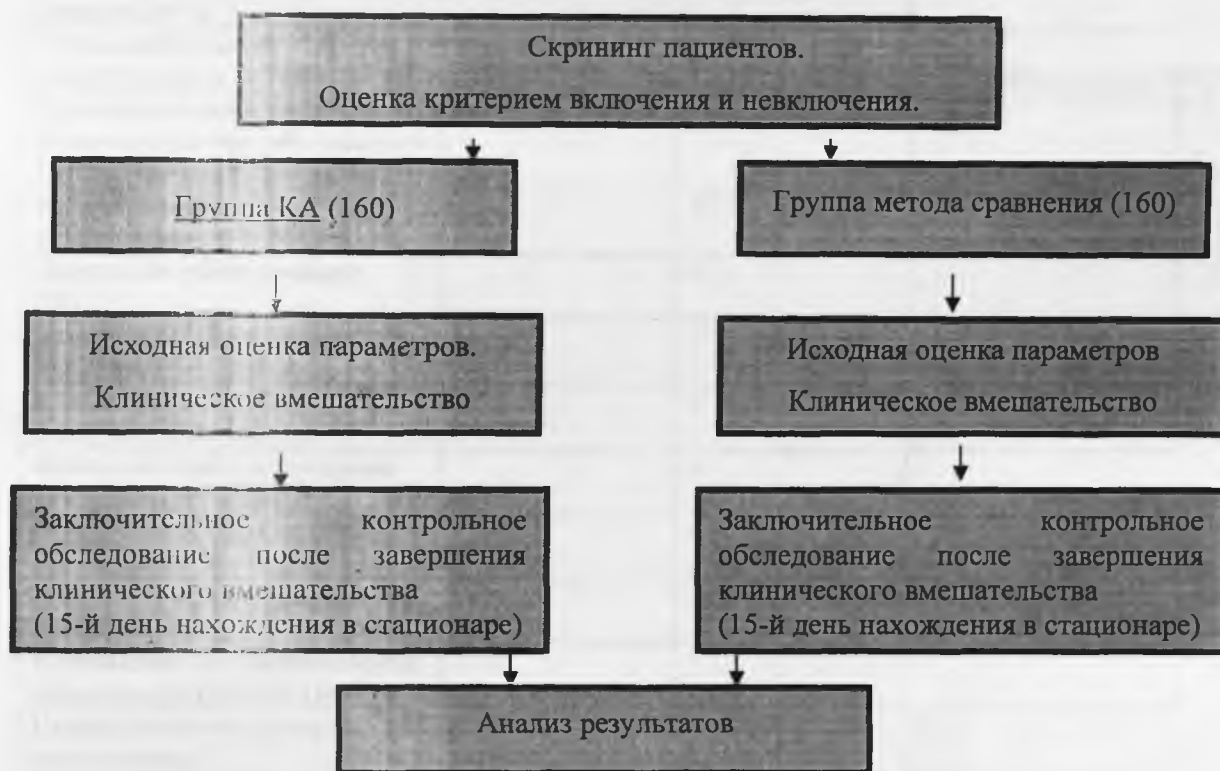 Скрининг пациентов.
Оценка критерием включения и невключения.
Группа КА (160)
Группа метода сравнения (160)
Исходная оценка параметров.
Клиническое вмешательство
Исходная оценка параметров
Клиническое вмешательство
Заключительное контрольное
обследование после завершения
клинического вмешательства
(15-й день нахождения в стационаре)
Заключительное контрольное
обследование после завершения
клинического вмешательства
(15-й день нахождения в стационаре)
Анализ результатов